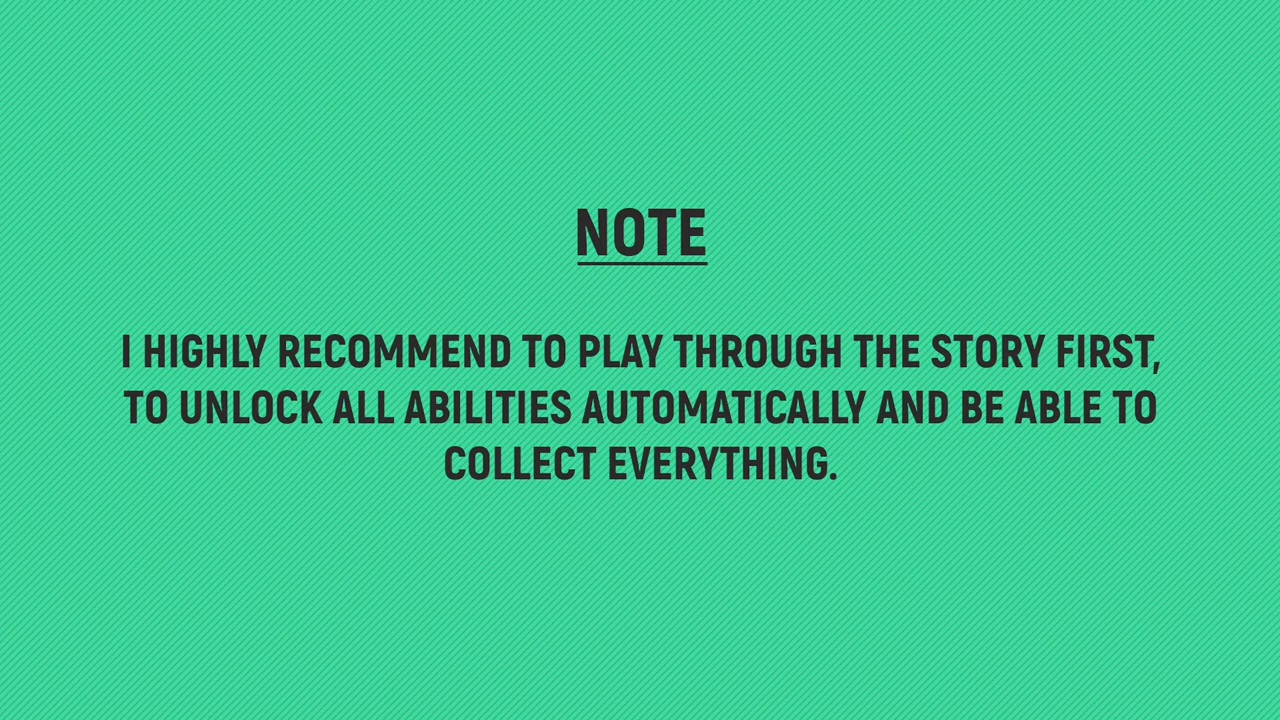 NOTE
I HIGHLY RECOMMEND TO PLAY THROUGH THE STORY FIRST,
TO UNLOCK ALL ABILITIES AUTOMATICALLY AND BE ABLE TO
COLLECT EVERYTHING.